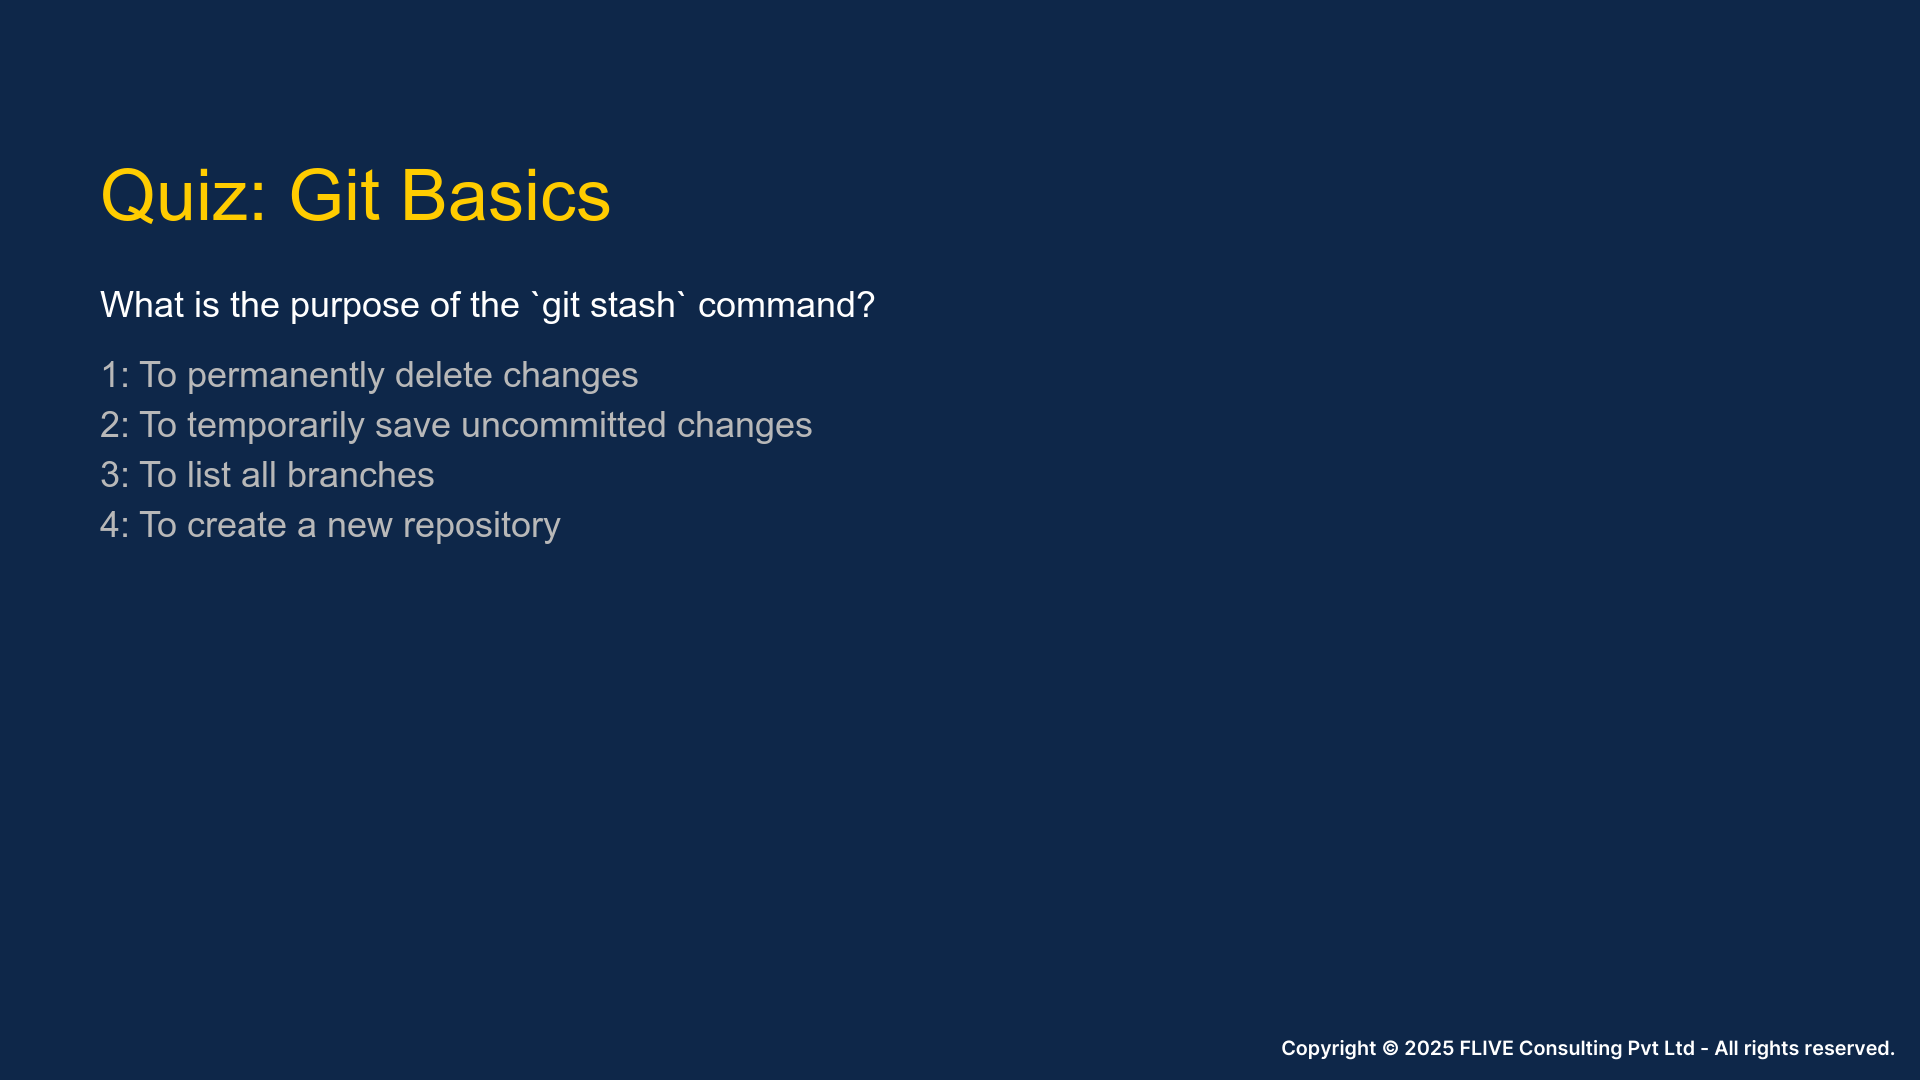 Quiz: Git Basics
What is the purpose of the `git stash` command?
1: To permanently delete changes
2: To temporarily save uncommitted changes
3: To list all branches
4: To create a new repository
Copyright © 2025 FLIVE Consulting Pvt Ltd - All rights reserved.